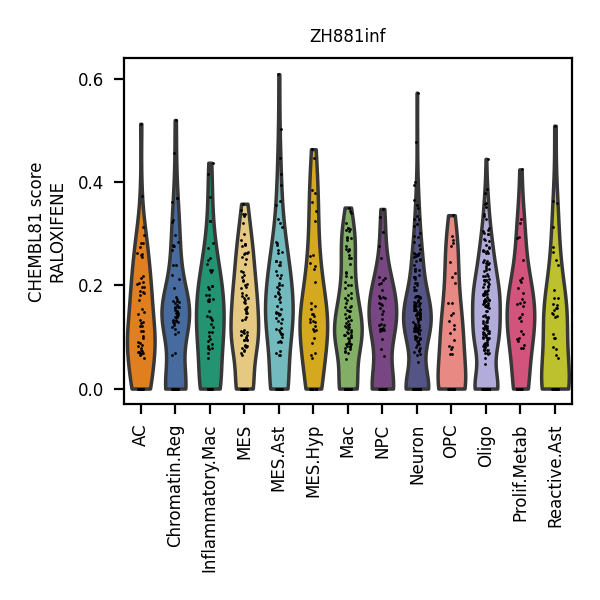 ZH881inf
CHEMBL81 score
RALOXIFENE
0.6
0.4
0.2
0.0
AC
Chromatin.Reg
Inflammatory.Mac
MES
MES.Ast
MES.Hyp
Mac
NPC
Neuron
OPC
Oligo
Prolif.Metab
Reactive.Ast